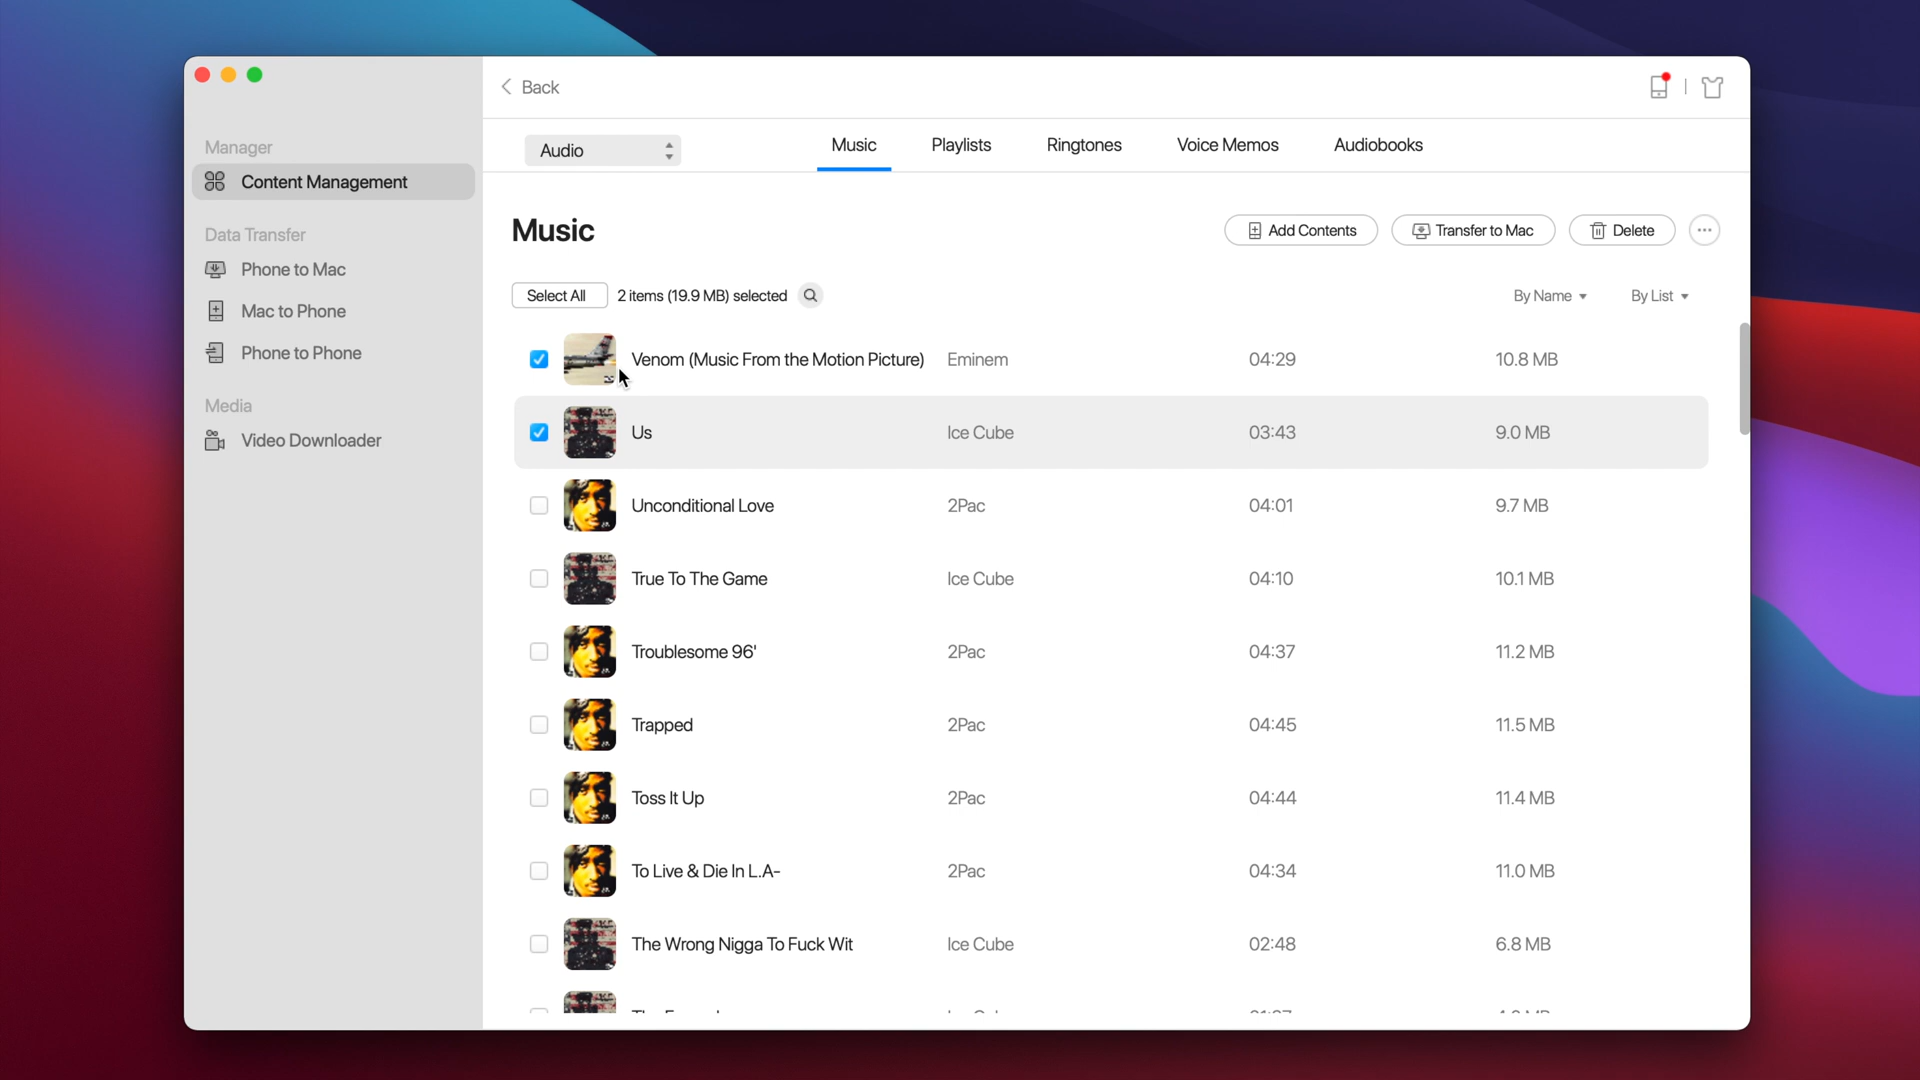 Back
Manager
Content Management
Data Transfer
Phone to Mac
Mac to Phone
Phone to Phone
Media
Video Downloader
Audio
Music Playlists Ringtones Voice Memos Audiobooks
Music
Add Contents Transfer to Mac Delete
Select All 2 items (19.9 MB) selected By Name By List
Venom (Music From the Motion Picture) Eminem 04:29 10.8 MB
Us Ice Cube 03:43 9.0 MB
Unconditional Love 2Pac 04:01 9.7 MB
True To The Game Ice Cube 04:10 10.1 MB
Troublesome 96' 2Pac 04:37 11.2 MB
Trapped 2Pac 04:45 11.5 MB
Toss It Up 2Pac 04:44 11.4 MB
To Live & Die In L.A- 2Pac 04:34 11.0 MB
The Wrong Nigga To Fuck Wit Ice Cube 02:48 6.8 MB